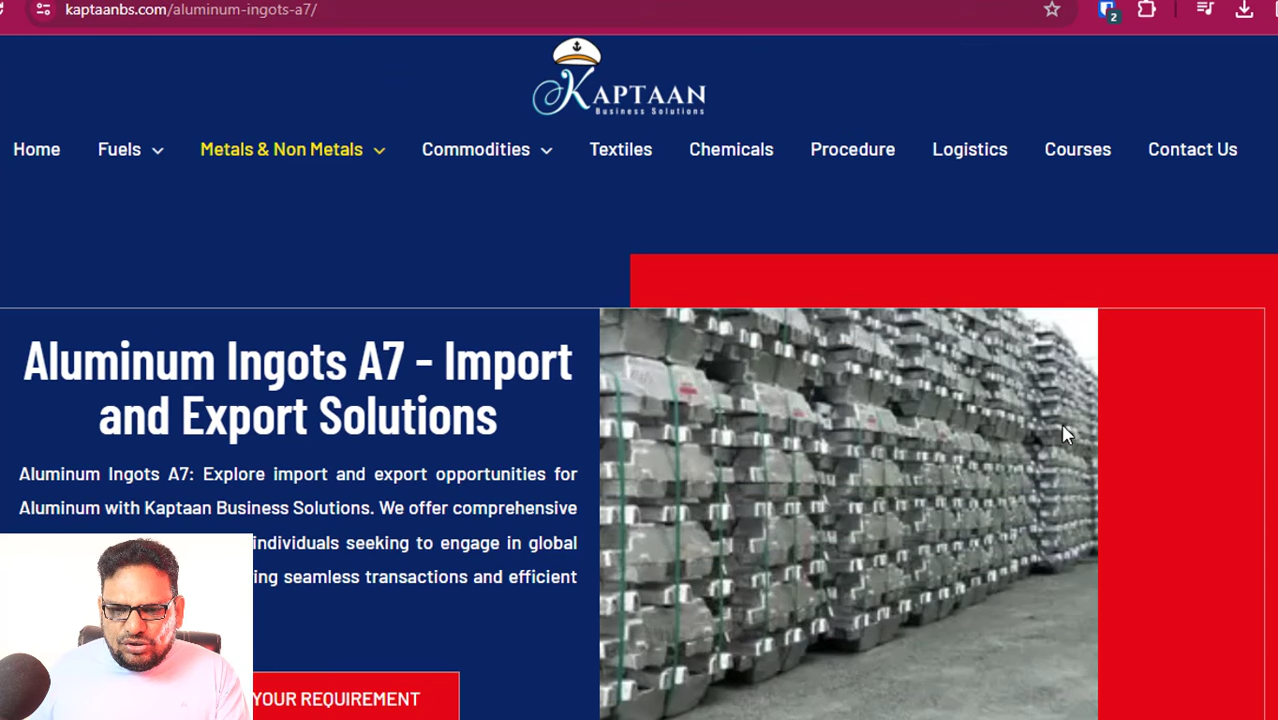 kaptaanbs.com/aluminum-ingots-a7/
2
KAPTAAN
Business Solutions
Home Fuels Metals & Non Metals Commodities Textiles Chemicals Procedure Logistics Courses Contact Us
Aluminum Ingots A7 - Import
and Export Solutions
Aluminum Ingots A7: Explore import and export opportunities for
Aluminum with Kaptaan Business Solutions. We offer comprehensive
individuals seeking to engage in global
ing seamless transactions and efficient
YOUR REQUIREMENT